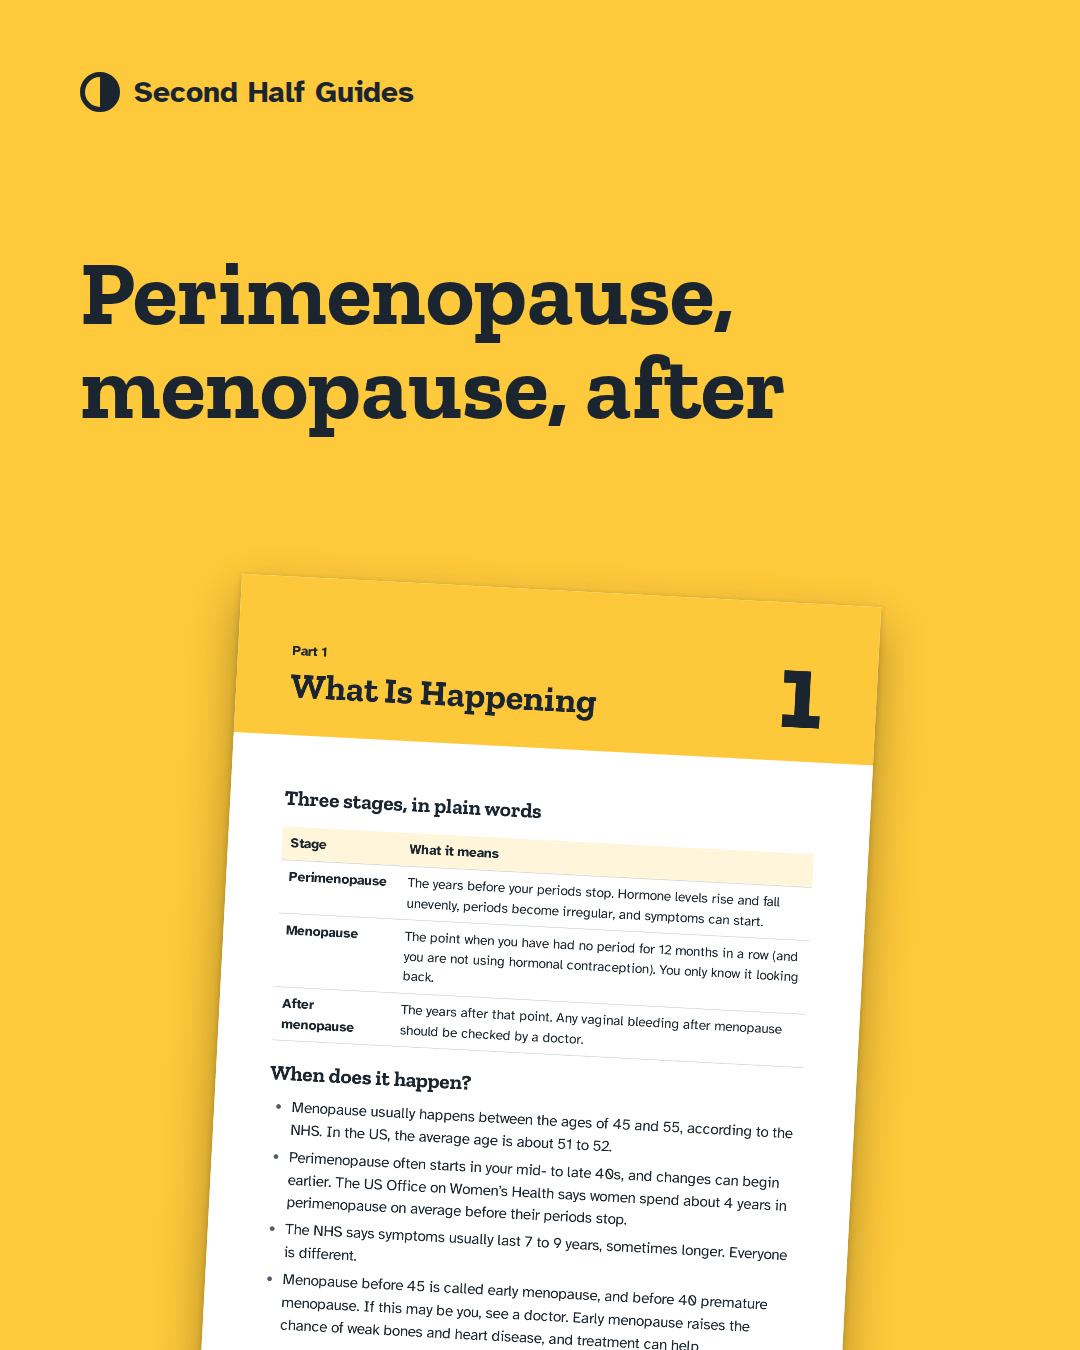 Second Half Guides
Perimenopause,
menopause, after
Part 1
What Is Happening
1
Three stages, in plain words
Stage What it means
Perimenopause The years before your periods stop. Hormone levels rise and fall
unevenly, periods become irregular, and symptoms can start.
Menopause The point when you have had no period for 12 months in a row (and
you are not using hormonal contraception). You only know it looking
back.
After The years after that point. Any vaginal bleeding after menopause
menopause should be checked by a doctor.
When does it happen?
• Menopause usually happens between the ages of 45 and 55, according to the
NHS. In the US, the average age is about 51 to 52.
• Perimenopause often starts in your mid- to late 40s, and changes can begin
earlier. The US Office on Women’s Health says women spend about 4 years in
perimenopause on average before their periods stop.
• The NHS says symptoms usually last 7 to 9 years, sometimes longer. Everyone
is different.
• Menopause before 45 is called early menopause, and before 40 premature
menopause. If this may be you, see a doctor. Early menopause raises the
chance of weak bones and heart disease, and treatment can help